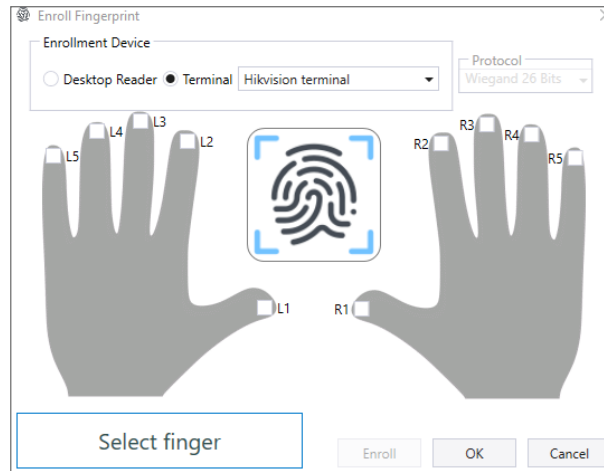 Enroll Fingerprint
Enrollment Device
Desktop Reader Terminal Hikvision terminal
Protocol
Wiegand 26 Bits
L5 L4 L3 L2
R2 R3 R4 R5
L1 R1
Select finger
Enroll OK Cancel